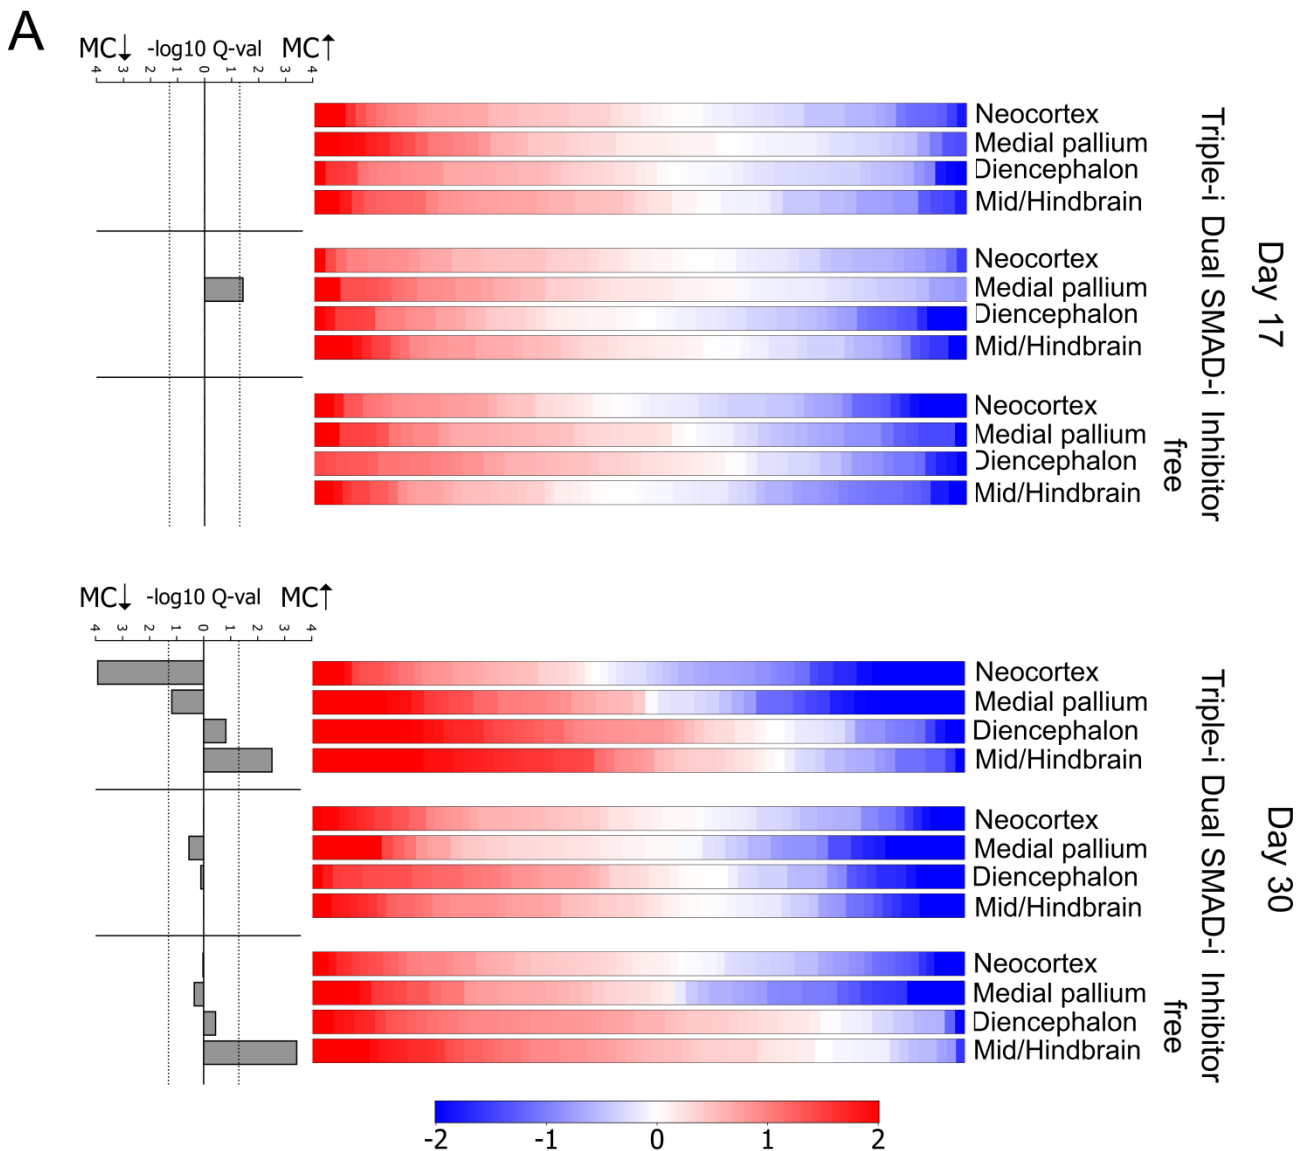 A
MC↓ -log10 Q-val MC↑
4 3 2 1 0 1 2 3 4
Neocortex
Medial pallium
Diencephalon
Mid/Hindbrain
Triple-i
Neocortex
Medial pallium
Diencephalon
Mid/Hindbrain
Dual SMAD-i
Neocortex
Medial pallium
Diencephalon
Mid/Hindbrain
Inhibitor
free
Day 17
MC↓ -log10 Q-val MC↑
4 3 2 1 0 1 2 3 4
Neocortex
Medial pallium
Diencephalon
Mid/Hindbrain
Triple-i
Neocortex
Medial pallium
Diencephalon
Mid/Hindbrain
Dual SMAD-i
Neocortex
Medial pallium
Diencephalon
Mid/Hindbrain
Inhibitor
free
Day 30
-2 -1 0 1 2